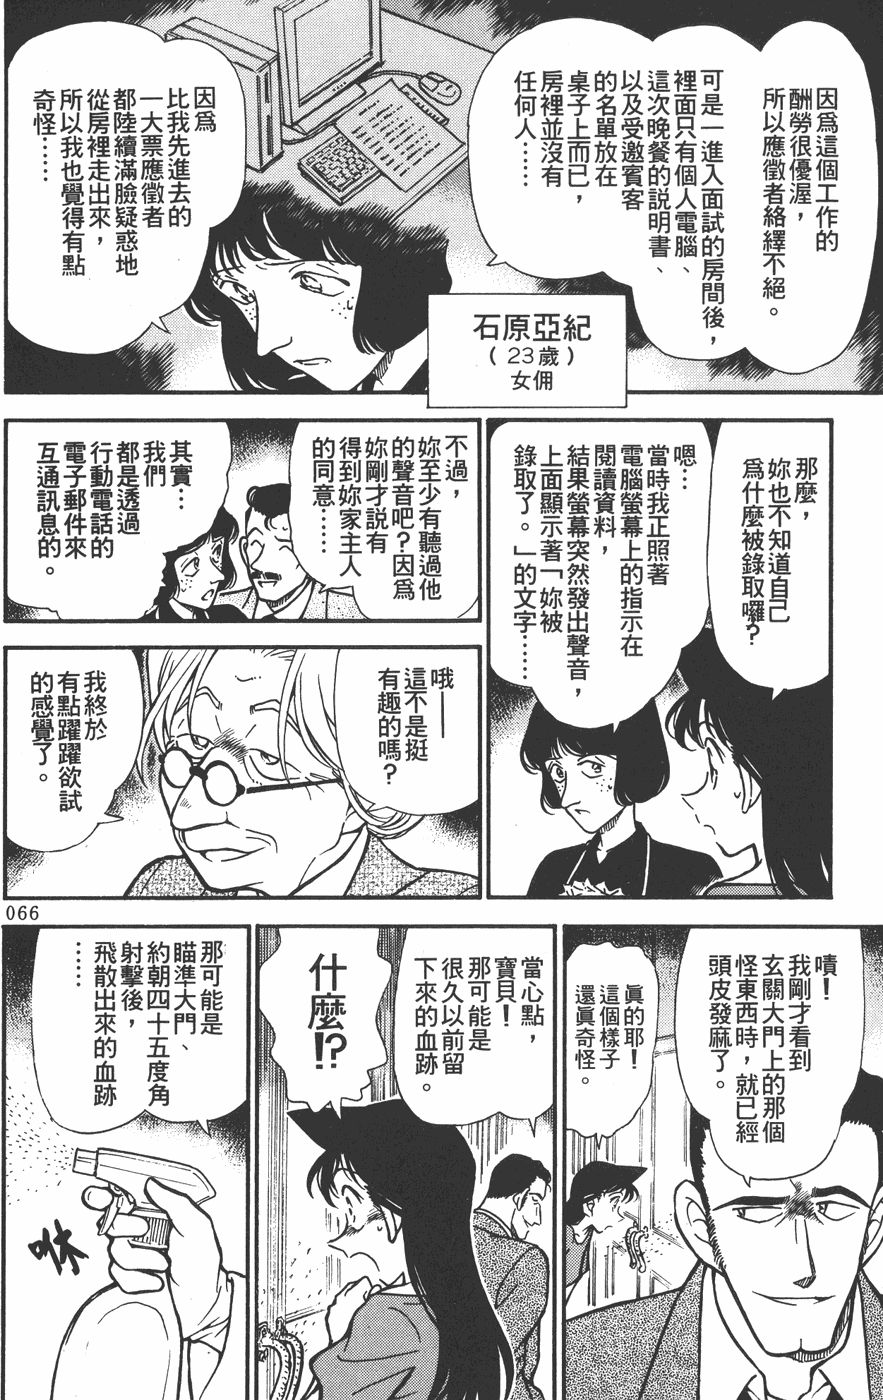 因為這個工作的
酬勞很優渥，
所以應徵者絡繹不絕。
可是一進入面試的房間後，
裡面只有個人電腦、
這次晚餐的説明書、
以及受邀賓客
的名單放在
桌子上而已，
房裡並沒有
任何人……
因為
比我先進去的
一大票應徵者
都陸續滿臉疑惑地
從房裡走出來，
所以我也覺得有點
奇怪……
石原亞紀
(23歲)
女佣
那麼，
妳也不知道自己
為什麼被錄取囉？
嗯…
當時我正照著
電腦螢幕上的指示在
閱讀資料，
結果螢幕突然發出聲音，
上面顯示著「妳被
錄取了。」的文字……
不過，
妳至少有聽過他
的聲音吧？因為
妳剛才説有
得到妳家主人
的同意……
其實…
我們
都是透過
行動電話的
電子郵件來
互通訊息的。
哦——
這不是挺
有趣的嗎？
我終於
有點躍躍欲試
的感覺了。
066
嘖！
我剛才看到
玄關大門上的那個
怪東西時，就已經
頭皮發麻了。
真的耶！
這個樣子
還真奇怪。
當心點，
寶貝！
那可能是
很久以前留
下來的血跡。
什麼!?
那可能是
瞄準大門、
約朝四十五度角
射擊後，
飛散出來的血跡
……
咻